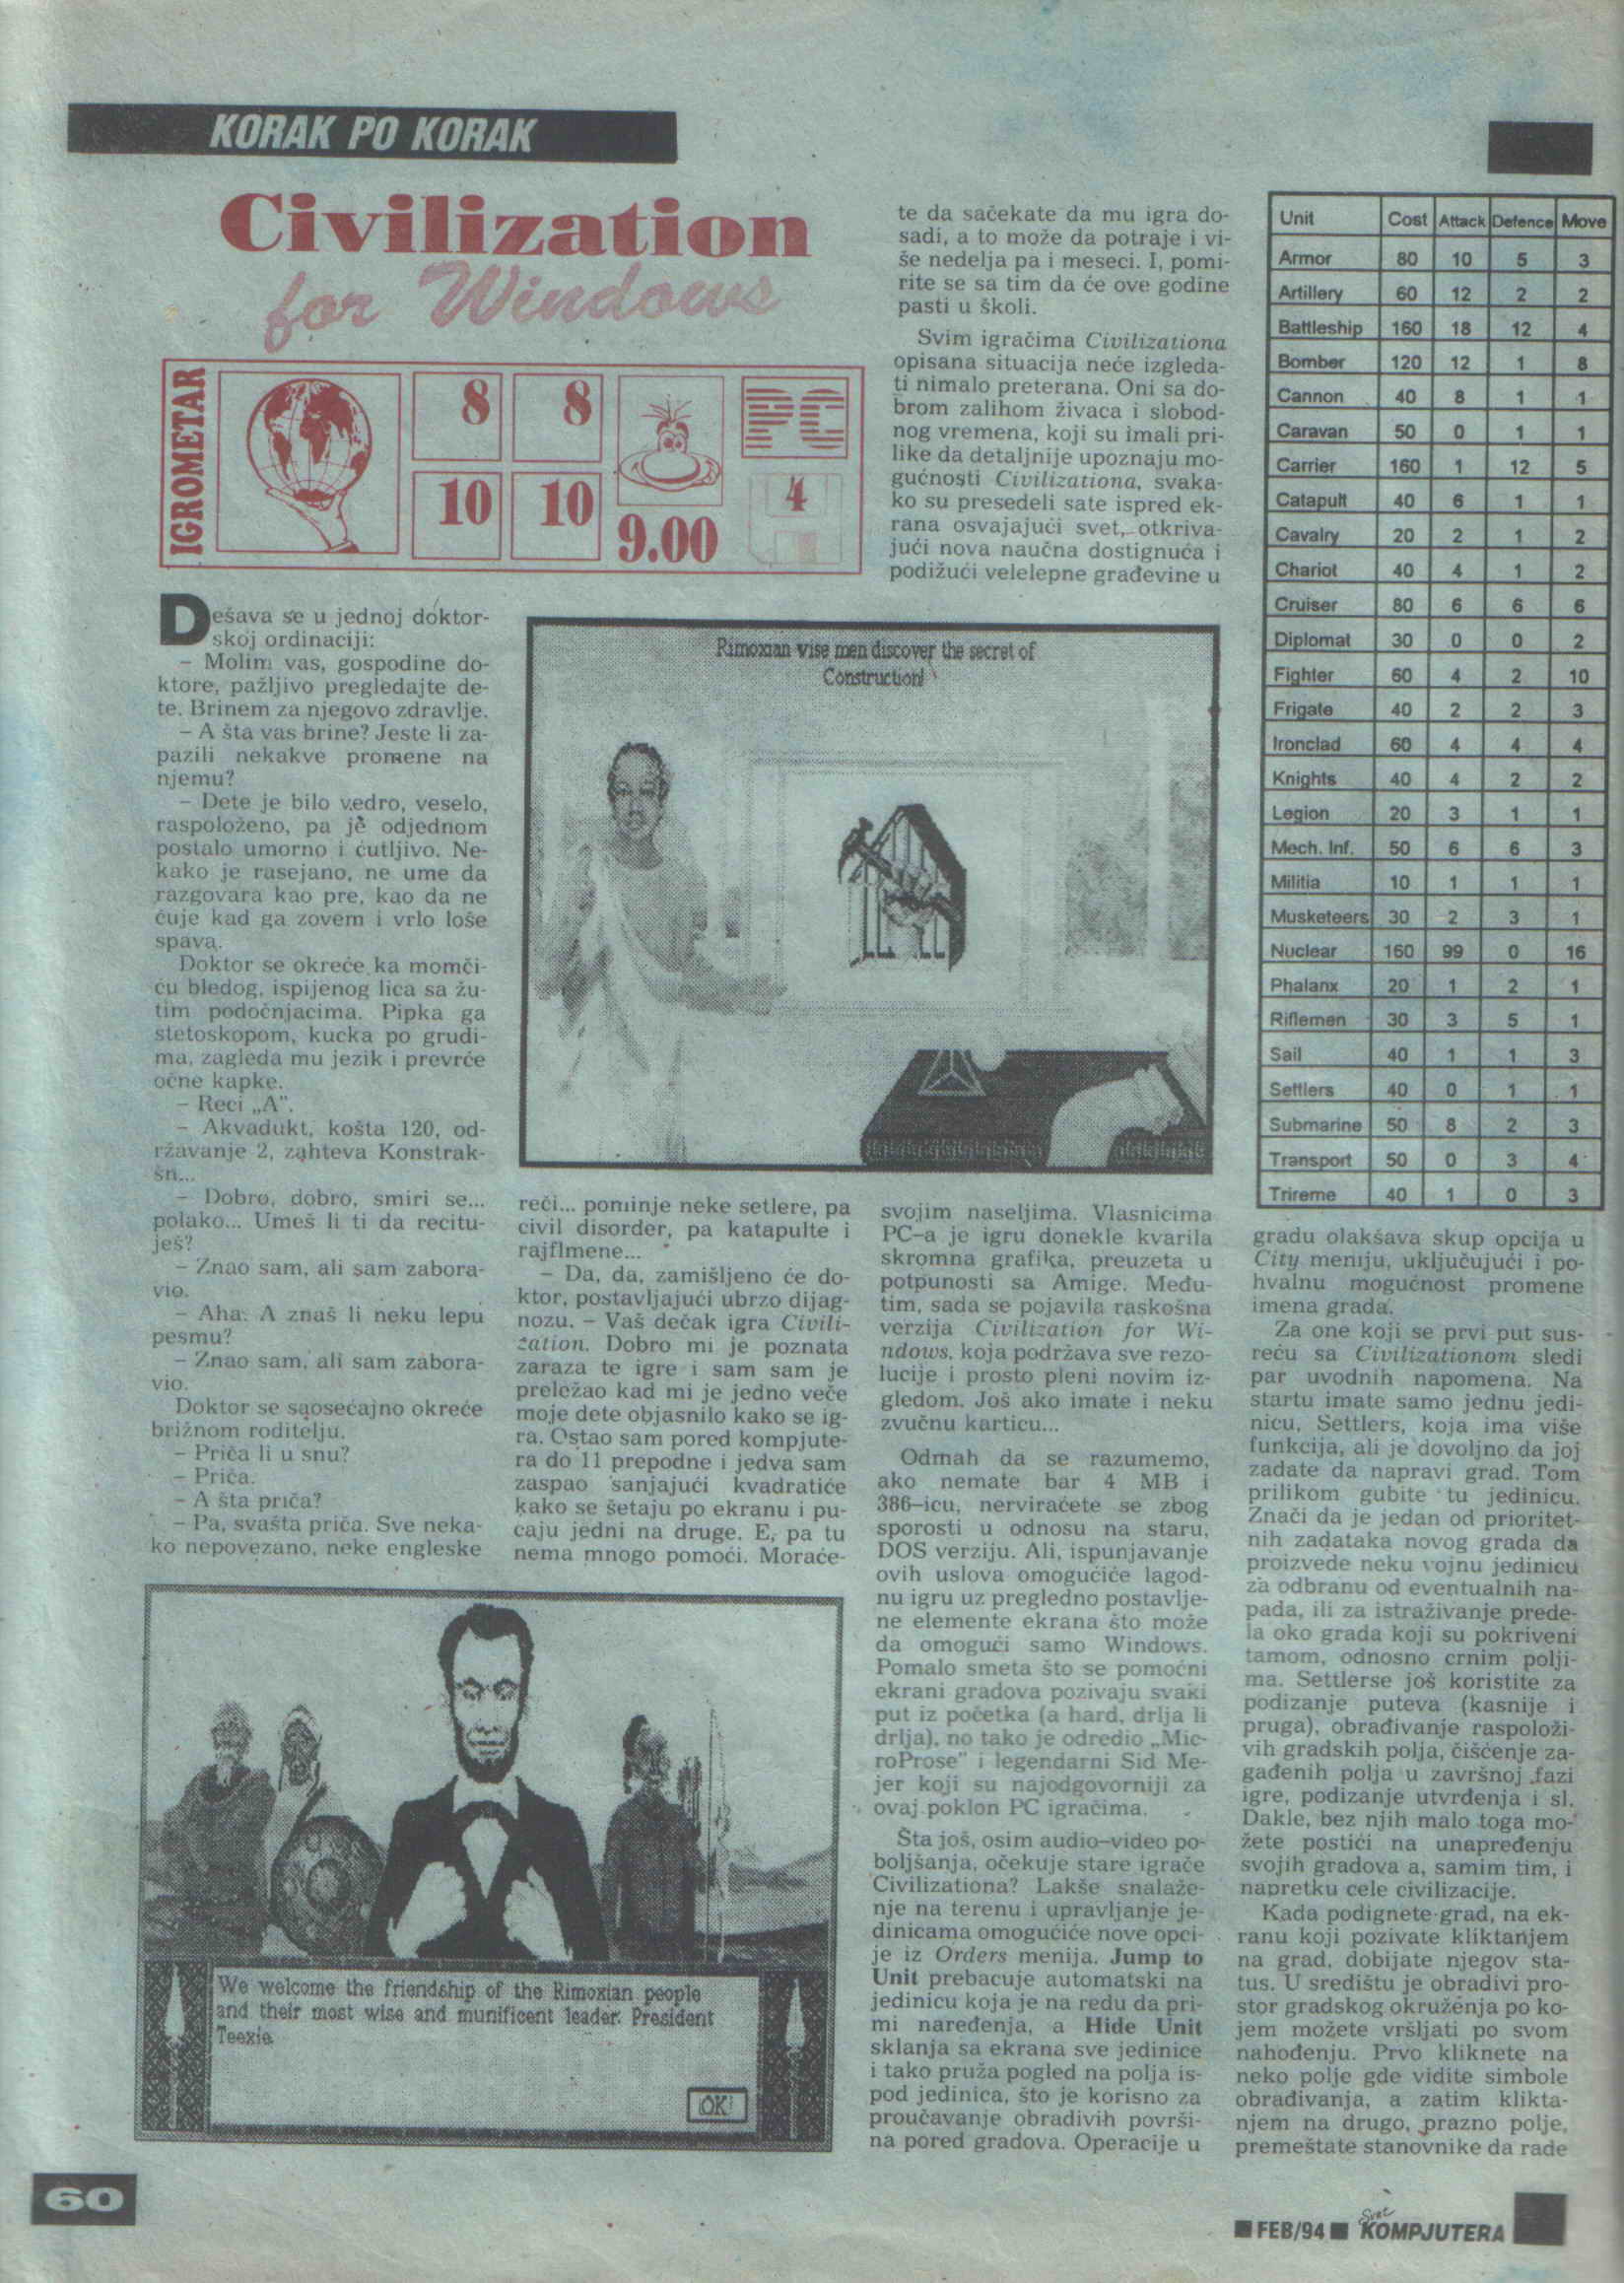 KORAK PO KORAK
Civilization
for Windows
IGROMETAR
8
8
10
10
9.00
PC
4
Dešava se u jednoj doktor-
skoj ordinaciji:
– Molim vas, gospodine do-
ktore, pažljivo pregledajte de-
te. Brinem za njegovo zdravlje.
– A šta vas brine? Jeste li za-
pazili nekakve promene na
njemu?
– Dete je bilo vedro, veselo,
raspoloženo, pa je odjednom
postalo umorno i ćutljivo. Ne-
kako je rasejano, ne ume da
razgovara kao pre, kao da ne
čuje kad ga zovem i vrlo loše
spava.
Doktor se okreće ka momči-
ću bledog, ispijenog lica sa žu-
tim podočnjacima. Pipka ga
stetoskopom, kucka po grudi-
ma, zagleda mu jezik i prevrće
očne kapke.
– Reci „A”.
– Akvadukt, košta 120, od-
ržavanje 2, zahteva Konstrak-
šn...
– Dobro, dobro, smiri se...
polako... Umeš li ti da recitu-
ješ?
– Znao sam, ali sam zabora-
vio.
– Aha. A znaš li neku lepu
pesmu?
– Znao sam, ali sam zabora-
vio.
Doktor se saosećajno okreće
brižnom roditelju.
– Priča li u snu?
– Priča.
– A šta priča?
– Pa, svašta priča. Sve neka-
ko nepovezano, neke engleske
Rimoxian wise men discover the secret of
Construction!
reči... pominje neke setlere, pa
civil disorder, pa katapulte i
rajflmene...
– Da, da, zamišljeno će do-
ktor, postavljajući ubrzo dijag-
nozu. – Vaš dečak igra Civili-
zation. Dobro mi je poznata
zaraza te igre i sam sam je
preležao kad mi je jedno veče
moje dete objasnilo kako se ig-
ra. Ostao sam pored kompjute-
ra do 11 prepodne i jedva sam
zaspao sanjajući kvadratiće
kako se šetaju po ekranu i pu-
caju jedni na druge. E, pa tu
nema mnogo pomoći. Moraće-
We welcome the friendship of the Rimoxian people
and their most wise and munificent leader: President
Teexie
OK!
te da sačekate da mu igra do-
sadi, a to može da potraje i vi-
še nedelja pa i meseci. I, pomi-
rite se sa tim da će ove godine
pasti u školi.
Svim igračima Civilizationa
opisana situacija neće izgleda-
ti nimalo preterana. Oni sa do-
brom zalihom živaca i slobod-
nog vremena, koji su imali pri-
like da detaljnije upoznaju mo-
gućnosti Civilizationa, svaka-
ko su presedeli sate ispred ek-
rana osvajajući svet, otkriva-
jući nova naučna dostignuća i
podižući velelepne građevine u
svojim naseljima. Vlasnicima
PC–a je igru donekle kvarila
skromna grafika, preuzeta u
potpunosti sa Amige. Među-
tim, sada se pojavila raskošna
verzija Civilization for Wi-
ndows, koja podržava sve rezo-
lucije i prosto pleni novim iz-
gledom. Još ako imate i neku
zvučnu karticu...
Odmah da se razumemo,
ako nemate bar 4 MB i
386–icu, nerviraćete se zbog
sporosti u odnosu na staru,
DOS verziju. Ali, ispunjavanje
ovih uslova omogućiće lagod-
nu igru uz pregledno postavlje-
ne elemente ekrana što može
da omogući samo Windows.
Pomalo smeta što se pomoćni
ekrani gradova pozivaju svaki
put iz početka (a hard, drlja li
drlja), no tako je odredio „Mic-
roProse” i legendarni Sid Me-
jer koji su najodgovorniji za
ovaj poklon PC igračima.
Šta još, osim audio–video po-
boljšanja, očekuje stare igrače
Civilizationa? Lakše snalaže-
nje na terenu i upravljanje je-
dinicama omogućiće nove opci-
je iz Orders menija. Jump to
Unit prebacuje automatski na
jedinicu koja je na redu da pri-
mi naređenja, a Hide Unit
sklanja sa ekrana sve jedinice
i tako pruža pogled na polja is-
pod jedinica, što je korisno za
proučavanje obradivih površi-
na pored gradova. Operacije u
Unit Cost Attack Defence Move
Armor 80 10 5 3
Artillery 60 12 2 2
Battleship 160 18 12 4
Bomber 120 12 1 8
Cannon 40 8 1 1
Caravan 50 0 1 1
Carrier 160 1 12 5
Catapult 40 6 1 1
Cavalry 20 2 1 2
Chariot 40 4 1 2
Cruiser 80 6 6 6
Diplomat 30 0 0 2
Fighter 60 4 2 10
Frigate 40 2 2 3
Ironclad 60 4 4 4
Knights 40 4 2 2
Legion 20 3 1 1
Mech. Inf. 50 6 6 3
Militia 10 1 1 1
Musketeers 30 2 3 1
Nuclear 160 99 0 16
Phalanx 20 1 2 1
Riflemen 30 3 5 1
Sail 40 1 1 3
Settlers 40 0 1 1
Submarine 50 8 2 3
Transport 50 0 3 4
Trireme 40 1 0 3
gradu olakšava skup opcija u
City meniju, uključujući i po-
hvalnu mogućnost promene
imena grada.
Za one koji se prvi put sus-
reću sa Civilizationom sledi
par uvodnih napomena. Na
startu imate samo jednu jedi-
nicu, Settlers, koja ima više
funkcija, ali je dovoljno da joj
zadate da napravi grad. Tom
prilikom gubite tu jedinicu.
Znači da je jedan od prioritet-
nih zadataka novog grada da
proizvede neku vojnu jedinicu
za odbranu od eventualnih na-
pada, ili za istraživanje prede-
la oko grada koji su pokriveni
tamom, odnosno crnim polji-
ma. Settlerse još koristite za
podizanje puteva (kasnije i
pruga), obrađivanje raspoloži-
vih gradskih polja, čišćenje za-
gađenih polja u završnoj fazi
igre, podizanje utvrđenja i sl.
Dakle, bez njih malo toga mo-
žete postići na unapređenju
svojih gradova a, samim tim, i
napretku cele civilizacije.
Kada podignete grad, na ek-
ranu koji pozivate kliktanjem
na grad, dobijate njegov sta-
tus. U središtu je obradivi pro-
stor gradskog okruženja po ko-
jem možete vršljati po svom
nahođenju. Prvo kliknete na
neko polje gde vidite simbole
obrađivanja, a zatim klikta-
njem na drugo, prazno polje,
premeštate stanovnike da rade
60
FEB/94 Svet KOMPJUTERA